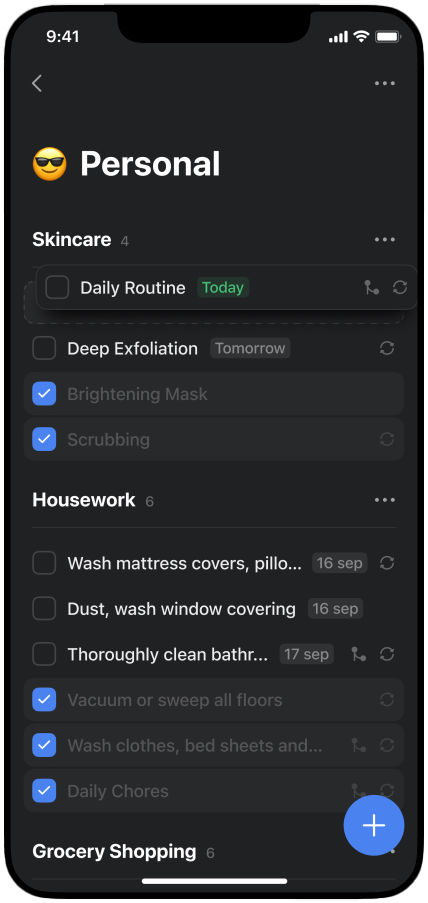 9:41
Personal
Skincare 4
Daily Routine Today
Deep Exfoliation Tomorrow
Brightening Mask
Scrubbing
Housework 6
Wash mattress covers, pillo... 16 sep
Dust, wash window covering 16 sep
Thoroughly clean bathr... 17 sep
Vacuum or sweep all floors
Wash clothes, bed sheets and...
Daily Chores
Grocery Shopping 6